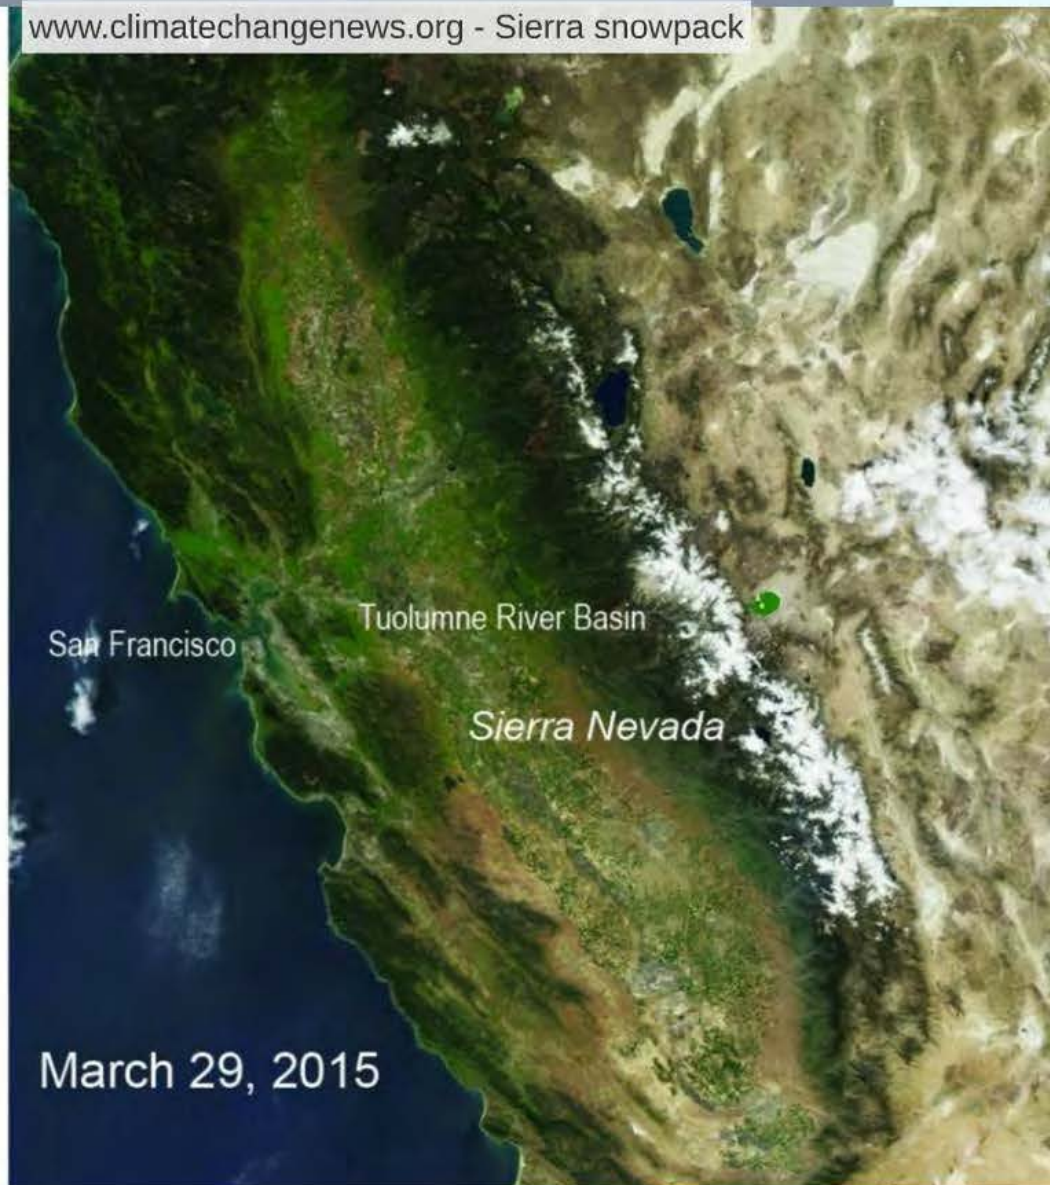 www.climatechangenews.org - Sierra snowpack
Tuolumne River Basin
San Francisco
Sierra Nevada
March 29, 2015